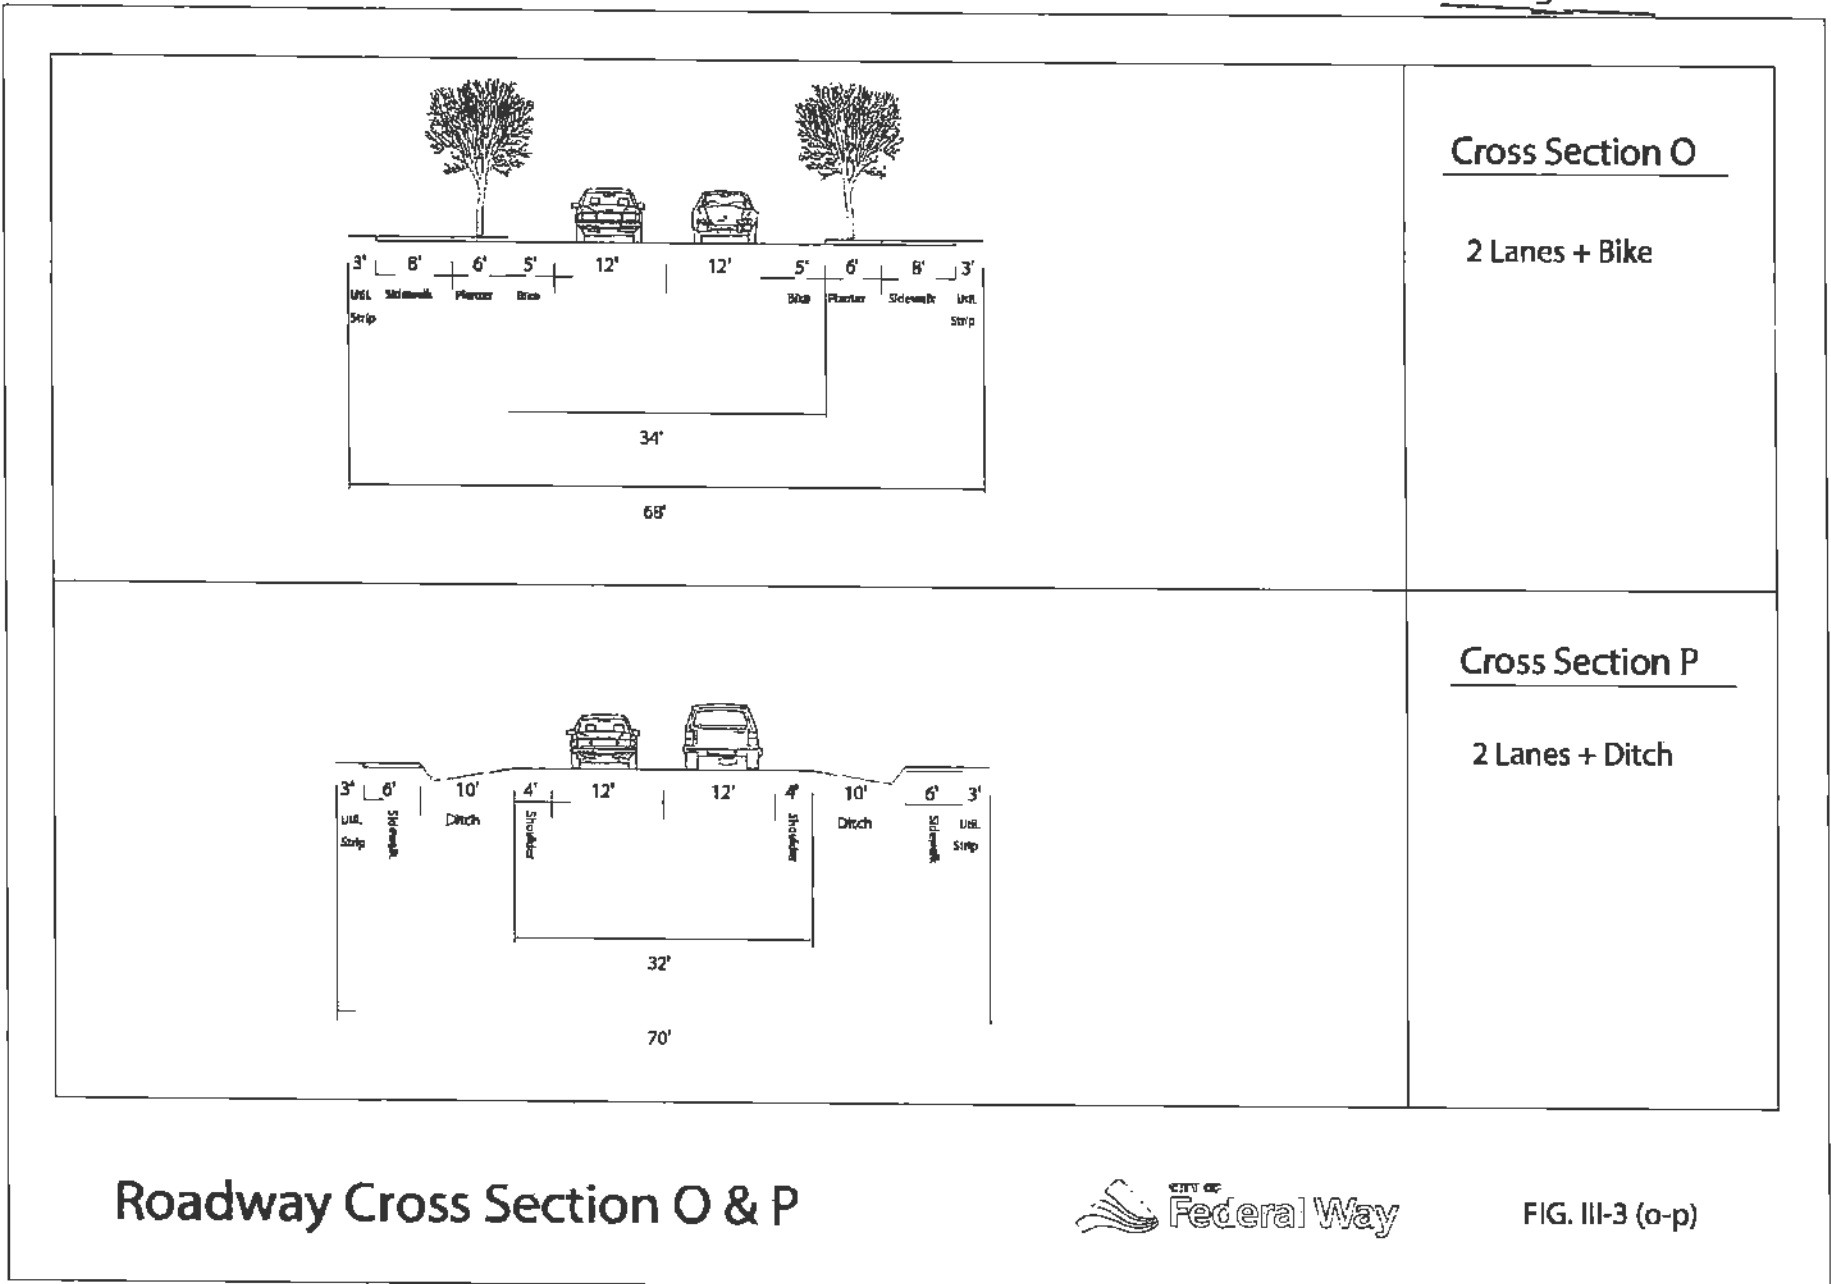 Cross Section O
2 Lanes + Bike
3' 8' 6' 5' 12' 12' 5' 6' 8' 3'
Util. Sidewalk Planter Bike Bike Planter Sidewalk Util.
Strip Strip
34'
68'
Cross Section P
2 Lanes + Ditch
3' 6' 10' 4' 12' 12' 4' 10' 6' 3'
Util. Sidewalk Ditch Shoulder Shoulder Ditch Sidewalk Util.
Strip Strip
32'
70'
Roadway Cross Section O & P
CITY OF
Federal Way
FIG. III-3 (o-p)